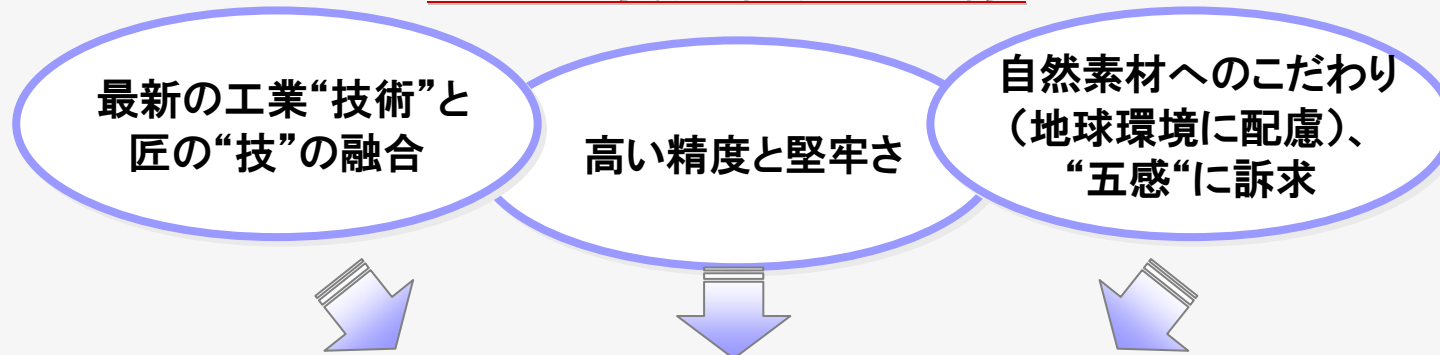 最新の工業“技術”と
匠の“技”の融合
高い精度と堅牢さ
自然素材へのこだわり
（地球環境に配慮）、
“五感“に訴求